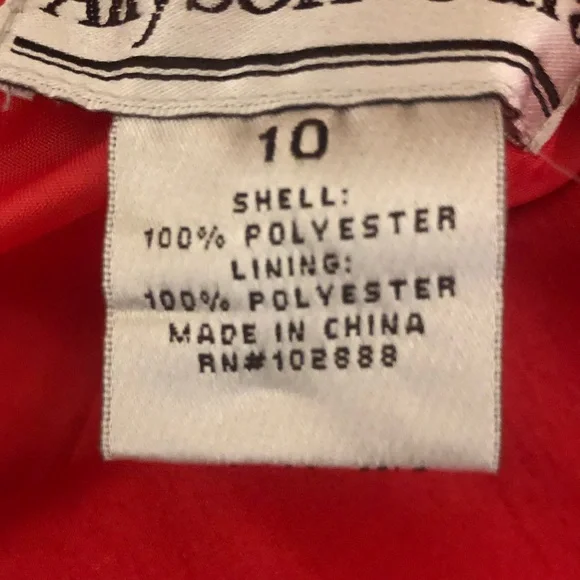 10
SHELL:
100% POLYESTER
LINING:
100% POLYESTER
MADE IN CHINA
RN#102888